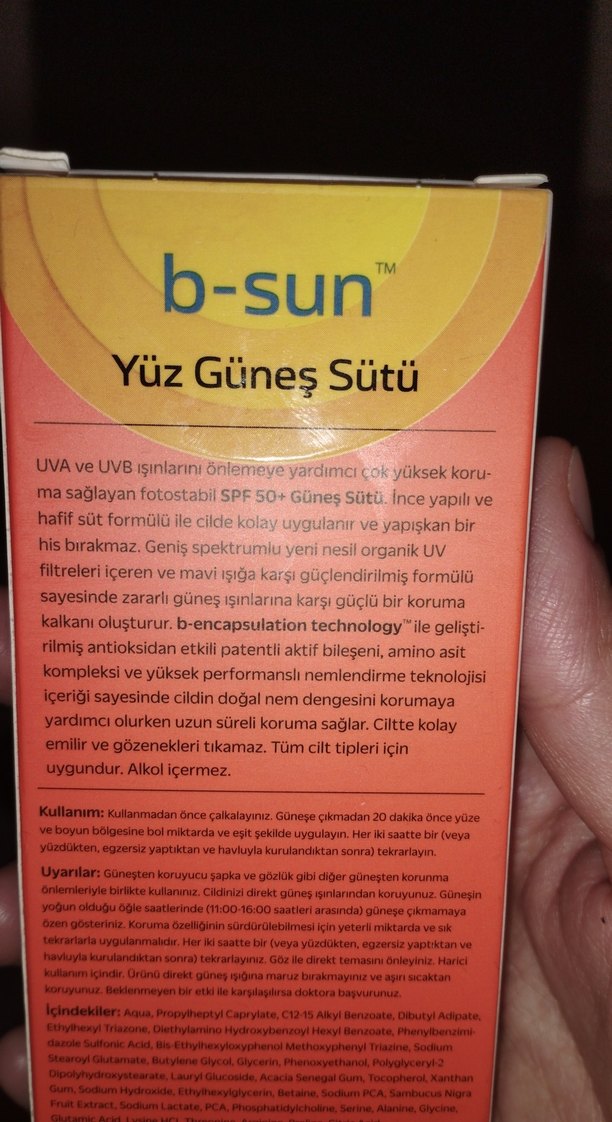 b-sun™
Yüz Güneş Sütü
UVA ve UVB ışınlarını önlemeye yardımcı çok yüksek koru-
ma sağlayan fotostabil SPF 50+ Güneş Sütü. İnce yapılı ve
hafif süt formülü ile cilde kolay uygulanır ve yapışkan bir
his bırakmaz. Geniş spektrumlu yeni nesil organik UV
filtreleri içeren ve mavi ışığa karşı güçlendirilmiş formülü
sayesinde zararlı güneş ışınlarına karşı güçlü bir koruma
kalkanı oluşturur. b-encapsulation technology™ ile gelişti-
rilmiş antioksidan etkili patentli aktif bileşeni, amino asit
kompleksi ve yüksek performanslı nemlendirme teknolojisi
içeriği sayesinde cildin doğal nem dengesini korumaya
yardımcı olurken uzun süreli koruma sağlar. Ciltte kolay
emilir ve gözenekleri tıkamaz. Tüm cilt tipleri için
uygundur. Alkol içermez.
Kullanım: Kullanmadan önce çalkalayınız. Güneşe çıkmadan 20 dakika önce yüze
ve boyun bölgesine bol miktarda ve eşit şekilde uygulayın. Her iki saatte bir (veya
yüzdükten, egzersiz yaptıktan ve havluyla kurulandıktan sonra) tekrarlayın.
Uyarılar: Güneşten koruyucu şapka ve gözlük gibi diğer güneşten korunma
önlemleriyle birlikte kullanınız. Cildinizi direkt güneş ışınlarından koruyunuz. Güneşin
yoğun olduğu öğle saatlerinde (11:00-16:00 saatleri arasında) güneşe çıkmamaya
özen gösteriniz. Koruma özelliğinin sürdürülebilmesi için yeterli miktarda ve sık
tekrarlarla uygulanmalıdır. Her iki saatte bir (veya yüzdükten, egzersiz yaptıktan ve
havluyla kurulandıktan sonra) tekrarlayınız. Göz ile direkt temasını önleyiniz. Harici
kullanım içindir. Ürünü direkt güneş ışığına maruz bırakmayınız ve aşırı sıcaktan
koruyunuz. Beklenmeyen bir etki ile karşılaşılırsa doktora başvurunuz.
İçindekiler: Aqua, Propylheptyl Caprylate, C12-15 Alkyl Benzoate, Dibutyl Adipate,
Ethylhexyl Triazone, Diethylamino Hydroxybenzoyl Hexyl Benzoate, Phenylbenzimi-
dazole Sulfonic Acid, Bis-Ethylhexyloxyphenol Methoxyphenyl Triazine, Sodium
Stearoyl Glutamate, Butylene Glycol, Glycerin, Phenoxyethanol, Polyglyceryl-2
Dipolyhydroxystearate, Lauryl Glucoside, Acacia Senegal Gum, Tocopherol, Xanthan
Gum, Sodium Hydroxide, Ethylhexylglycerin, Betaine, Sodium PCA, Sambucus Nigra
Fruit Extract, Sodium Lactate, PCA, Phosphatidylcholine, Serine, Alanine, Glycine,
Glutamic Acid, Lysine HCl, Threonine, Arginine, Proline,